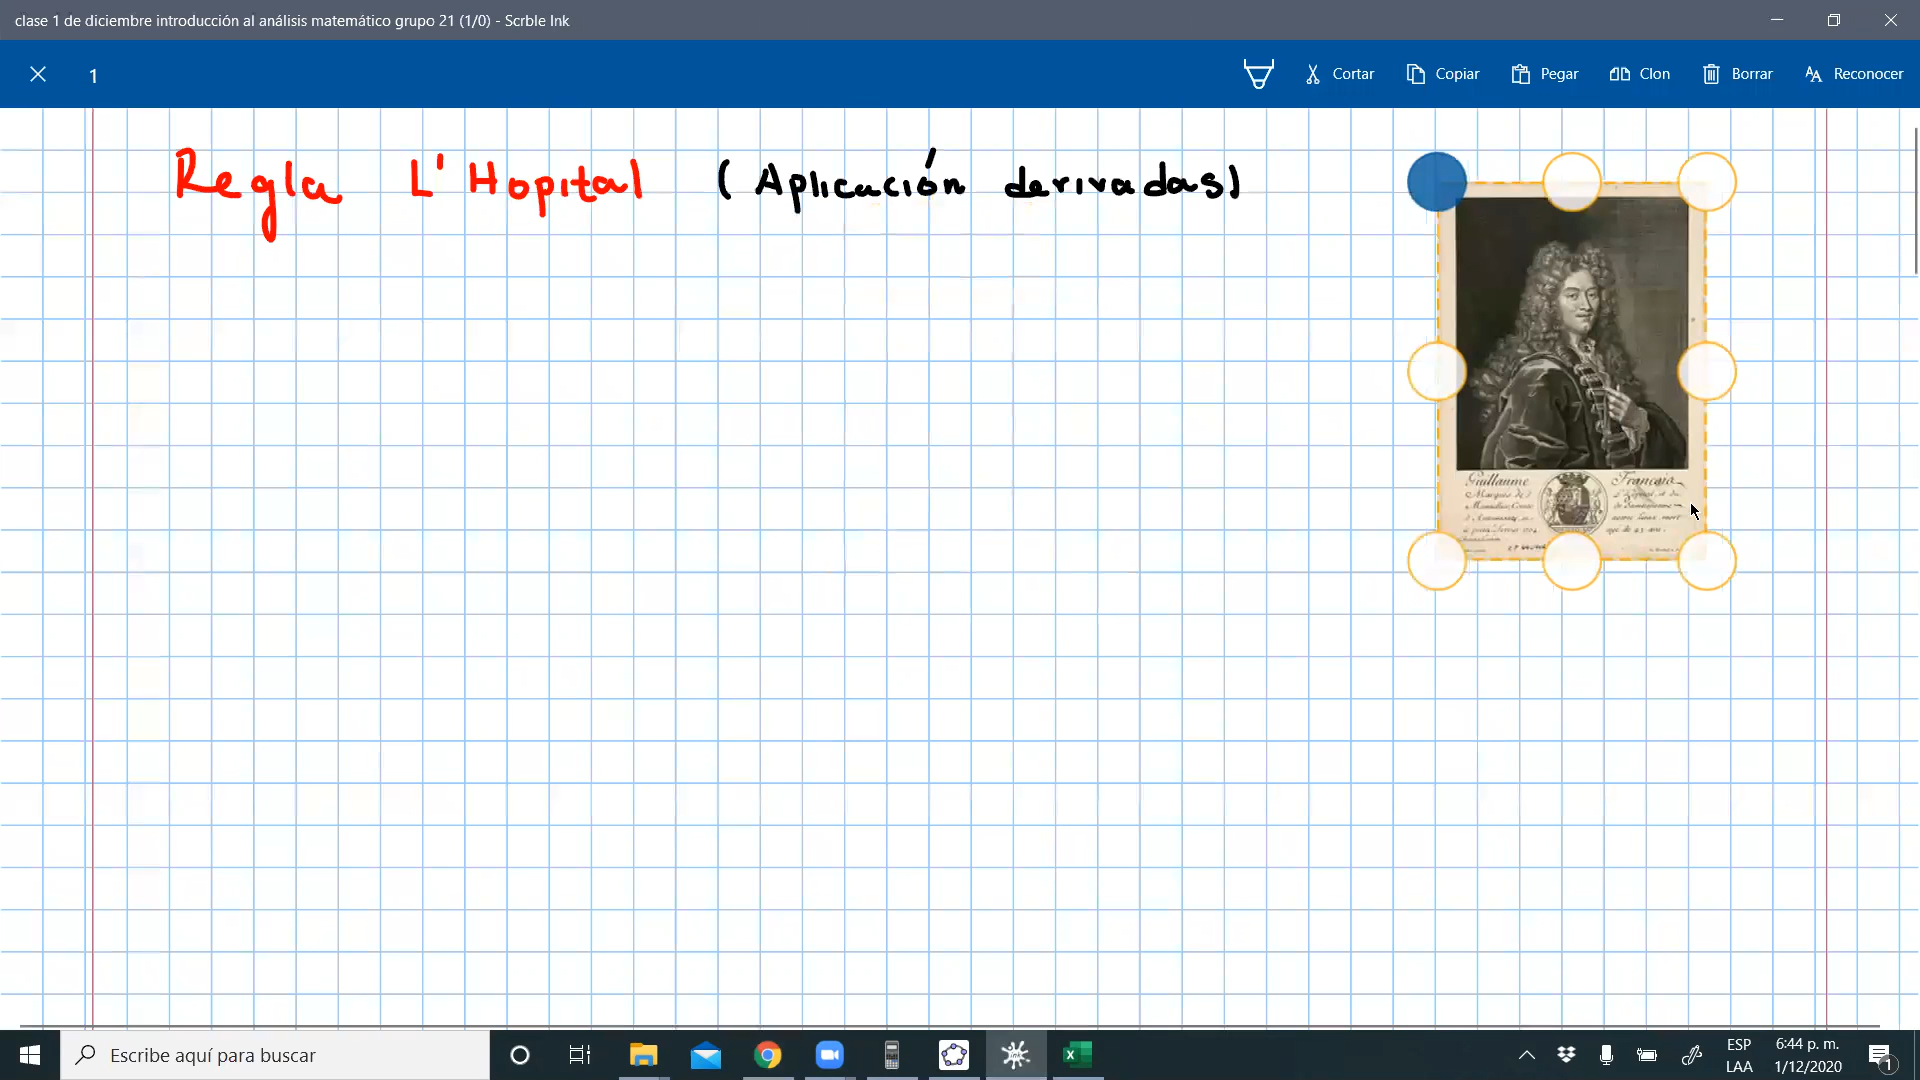 clase 1 de diciembre introducción al análisis matemático grupo 21 (1/0) - Scrble Ink
1
Cortar
Copiar
Pegar
Clon
Borrar
Reconocer
Regla L'Hopital (Aplicación derivadas)
Guillaume François
Escribe aquí para buscar
ESP
LAA
6:44 p. m.
1/12/2020
1